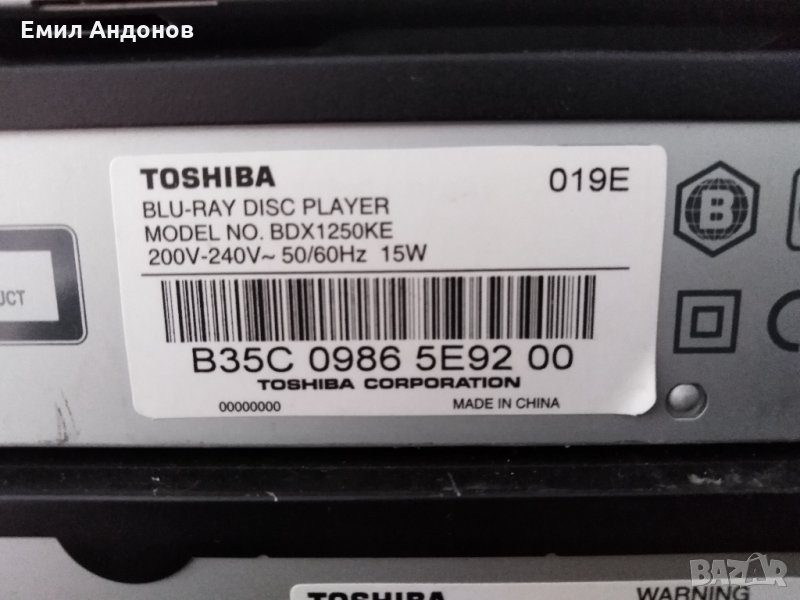 Емил Андонов
TOSHIBA
019E
BLU-RAY DISC PLAYER
MODEL NO. BDX1250KE
200V-240V~ 50/60Hz 15W
B35C 0986 5E92 00
TOSHIBA CORPORATION
00000000 MADE IN CHINA
B
UCT
TOSHIBA
WARNING
BAZAR